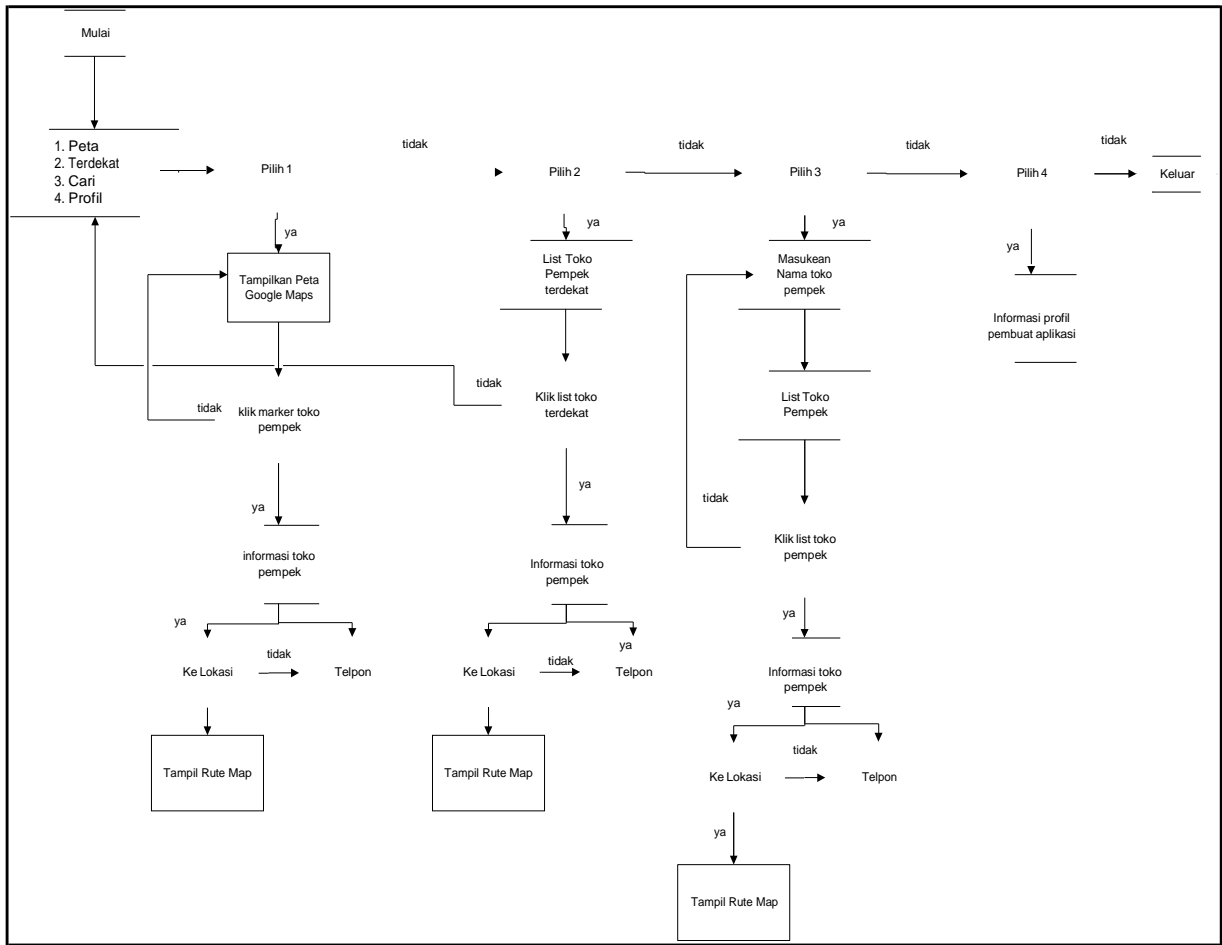 Mulai
1. Peta
2. Terdekat
3. Cari
4. Profil
Pilih 1
tidak
Pilih 2
tidak
Pilih 3
tidak
Pilih 4
tidak
Keluar
ya
Tampilkan Peta
Google Maps
tidak
klik marker toko
pempek
ya
informasi toko
pempek
ya
Ke Lokasi
tidak
Telpon
Tampil Rute Map
ya
List Toko
Pempek
terdekat
tidak
Klik list toko
terdekat
ya
Informasi toko
pempek
Ke Lokasi
tidak
ya
Telpon
Tampil Rute Map
ya
Masukean
Nama toko
pempek
List Toko
Pempek
tidak
Klik list toko
pempek
ya
Informasi toko
pempek
ya
Ke Lokasi
tidak
Telpon
ya
Tampil Rute Map
ya
Informasi profil
pembuat aplikasi